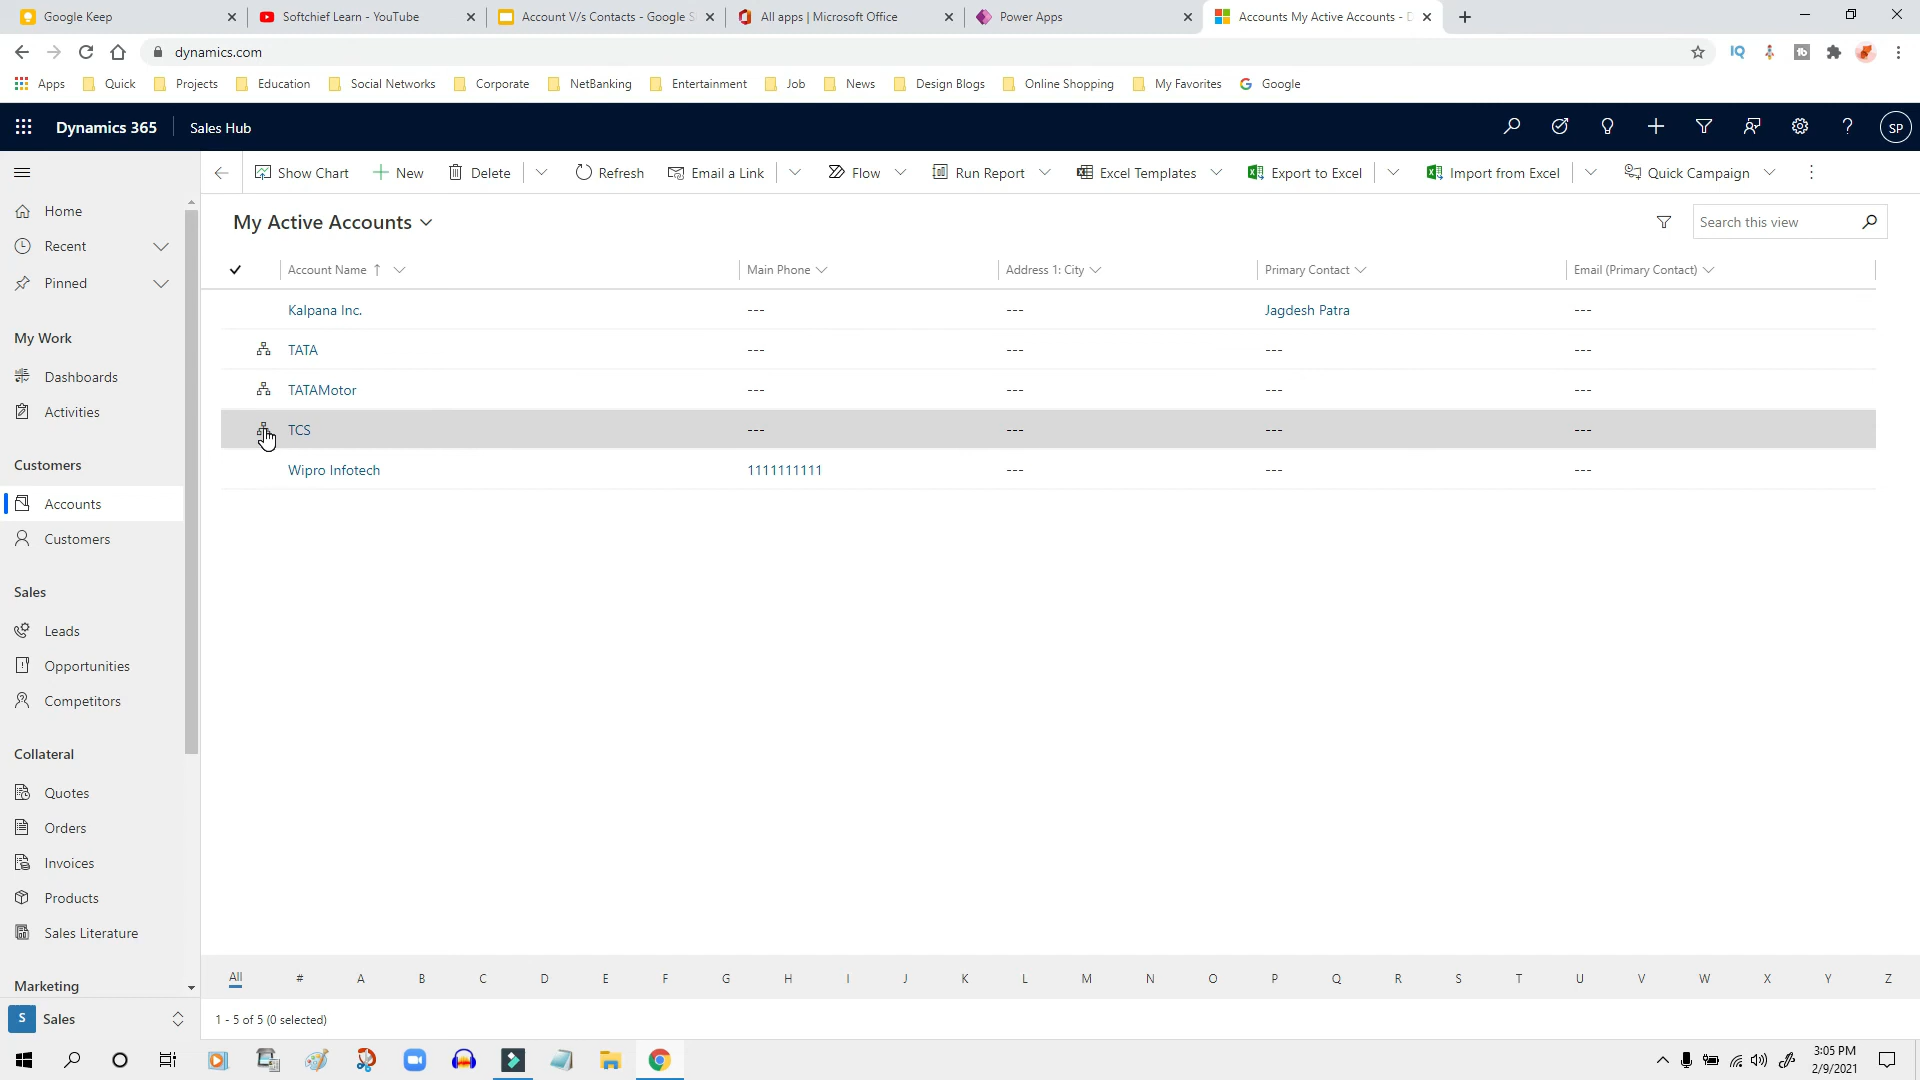 Google Keep
Softchief Learn - YouTube
Account V/s Contacts - Google S
All apps | Microsoft Office
Power Apps
Accounts My Active Accounts - D
dynamics.com
Apps
Quick
Projects
Education
Social Networks
Corporate
NetBanking
Entertainment
Job
News
Design Blogs
Online Shopping
My Favorites
Google
Dynamics 365
Sales Hub
SP
Show Chart
New
Delete
Refresh
Email a Link
Flow
Run Report
Excel Templates
Export to Excel
Import from Excel
Quick Campaign
Home
Recent
Pinned
My Work
Dashboards
Activities
Customers
Accounts
Customers
Sales
Leads
Opportunities
Competitors
Collateral
Quotes
Orders
Invoices
Products
Sales Literature
Marketing
S Sales
My Active Accounts
Search this view
Account Name Main Phone Address 1: City Primary Contact Email (Primary Contact)
Kalpana Inc. --- --- Jagdesh Patra ---
TATA --- --- --- ---
TATAMotor --- --- --- ---
TCS --- --- --- ---
Wipro Infotech 1111111111 --- --- ---
All # A B C D E F G H I J K L M N O P Q R S T U V W X Y Z
1 - 5 of 5 (0 selected)
3:05 PM
2/9/2021